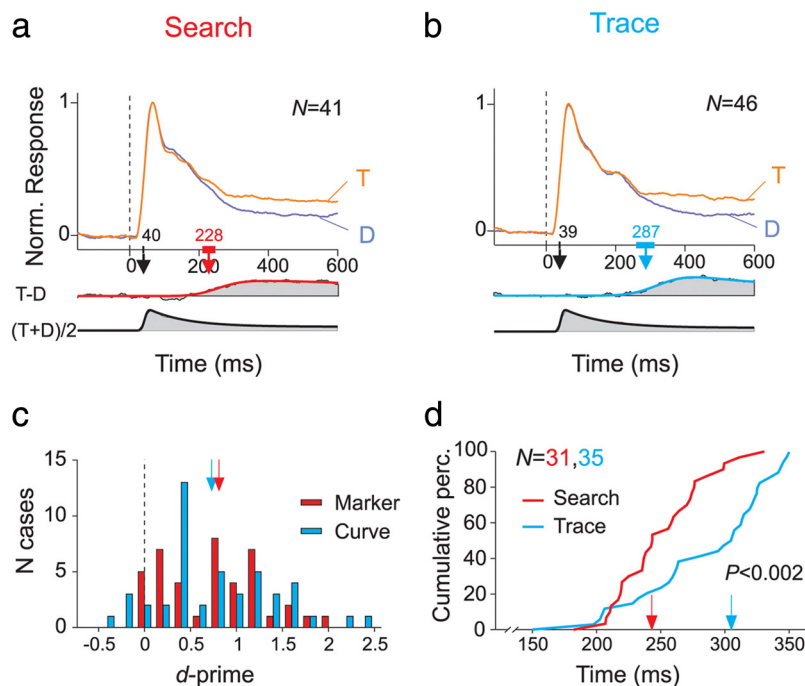 a
Search
b
Trace
Norm. Response
1
0
N=41
T
D
40
228
0
200
400
600
T-D
(T+D)/2
Time (ms)
1
0
N=46
T
D
39
287
0
200
400
600
Time (ms)
c
N cases
15
10
5
1
Marker
Curve
-0.5
0
0.5
1
1.5
2
2.5
d-prime
d
Cumulative perc.
100
80
60
40
20
0
N=31,35
Search
Trace
P<0.002
150
200
250
300
350
Time (ms)